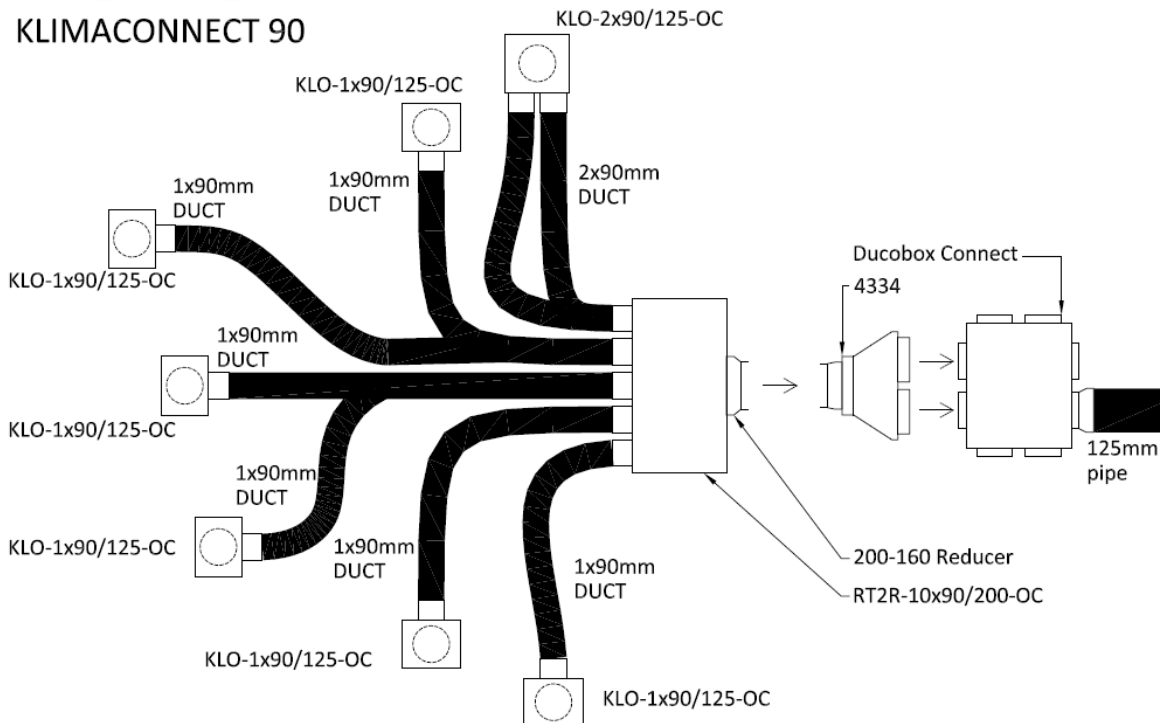 KLIMACONNECT 90
KLO-2x90/125-OC
KLO-1x90/125-OC
1x90mm
DUCT
2x90mm
DUCT
1x90mm
DUCT
KLO-1x90/125-OC
Ducobox Connect
4334
1x90mm
DUCT
KLO-1x90/125-OC
125mm
pipe
1x90mm
DUCT
KLO-1x90/125-OC
1x90mm
DUCT
1x90mm
DUCT
200-160 Reducer
RT2R-10x90/200-OC
KLO-1x90/125-OC
KLO-1x90/125-OC